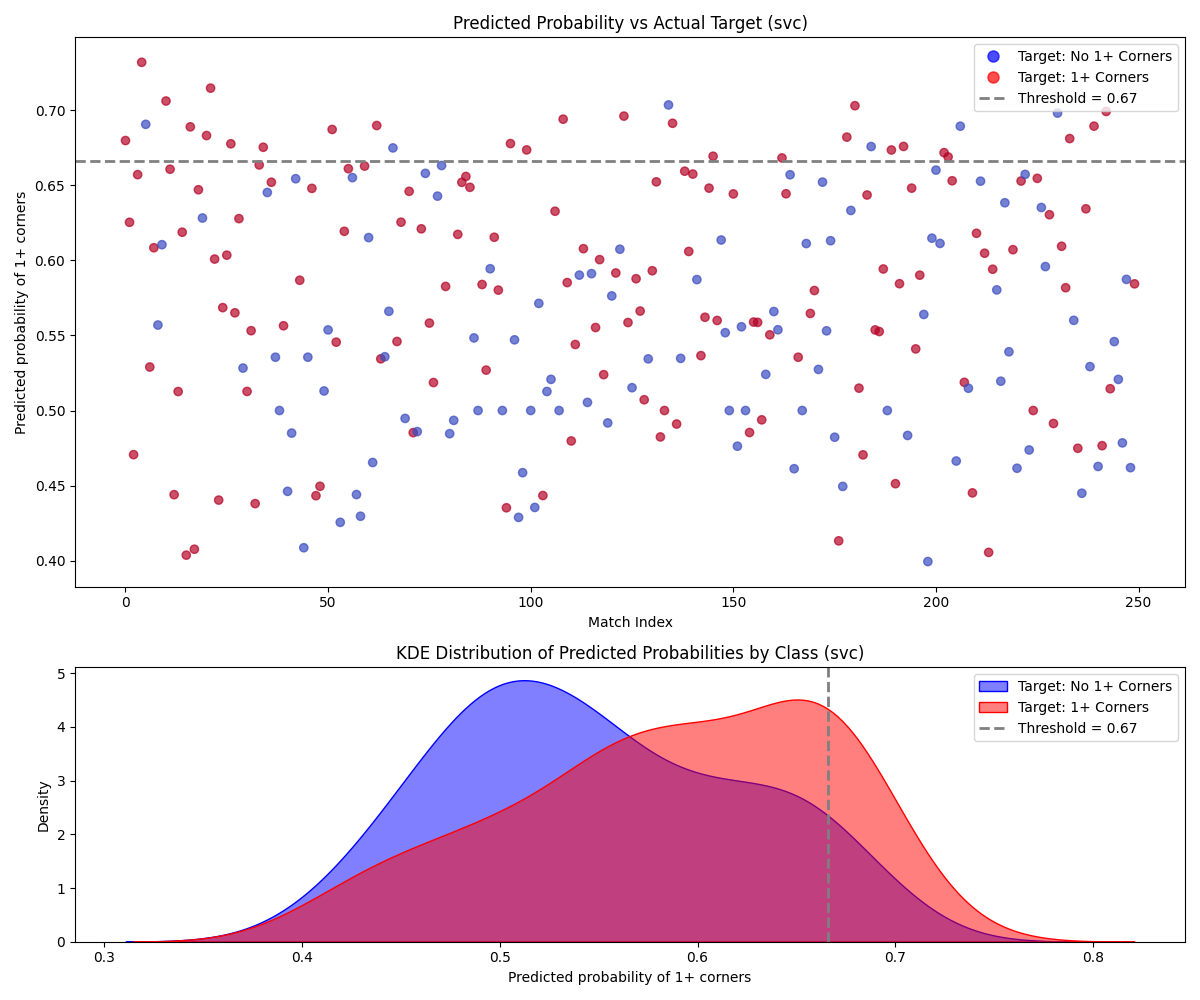 Predicted Probability vs Actual Target (svc)
Target: No 1+ Corners
Target: 1+ Corners
Threshold = 0.67
Predicted probability of 1+ corners
0.70
0.65
0.60
0.55
0.50
0.45
0.40
0 50 100 150 200 250
Match Index
KDE Distribution of Predicted Probabilities by Class (svc)
Target: No 1+ Corners
Target: 1+ Corners
Threshold = 0.67
Density
5
4
3
2
1
0
0.3 0.4 0.5 0.6 0.7 0.8
Predicted probability of 1+ corners